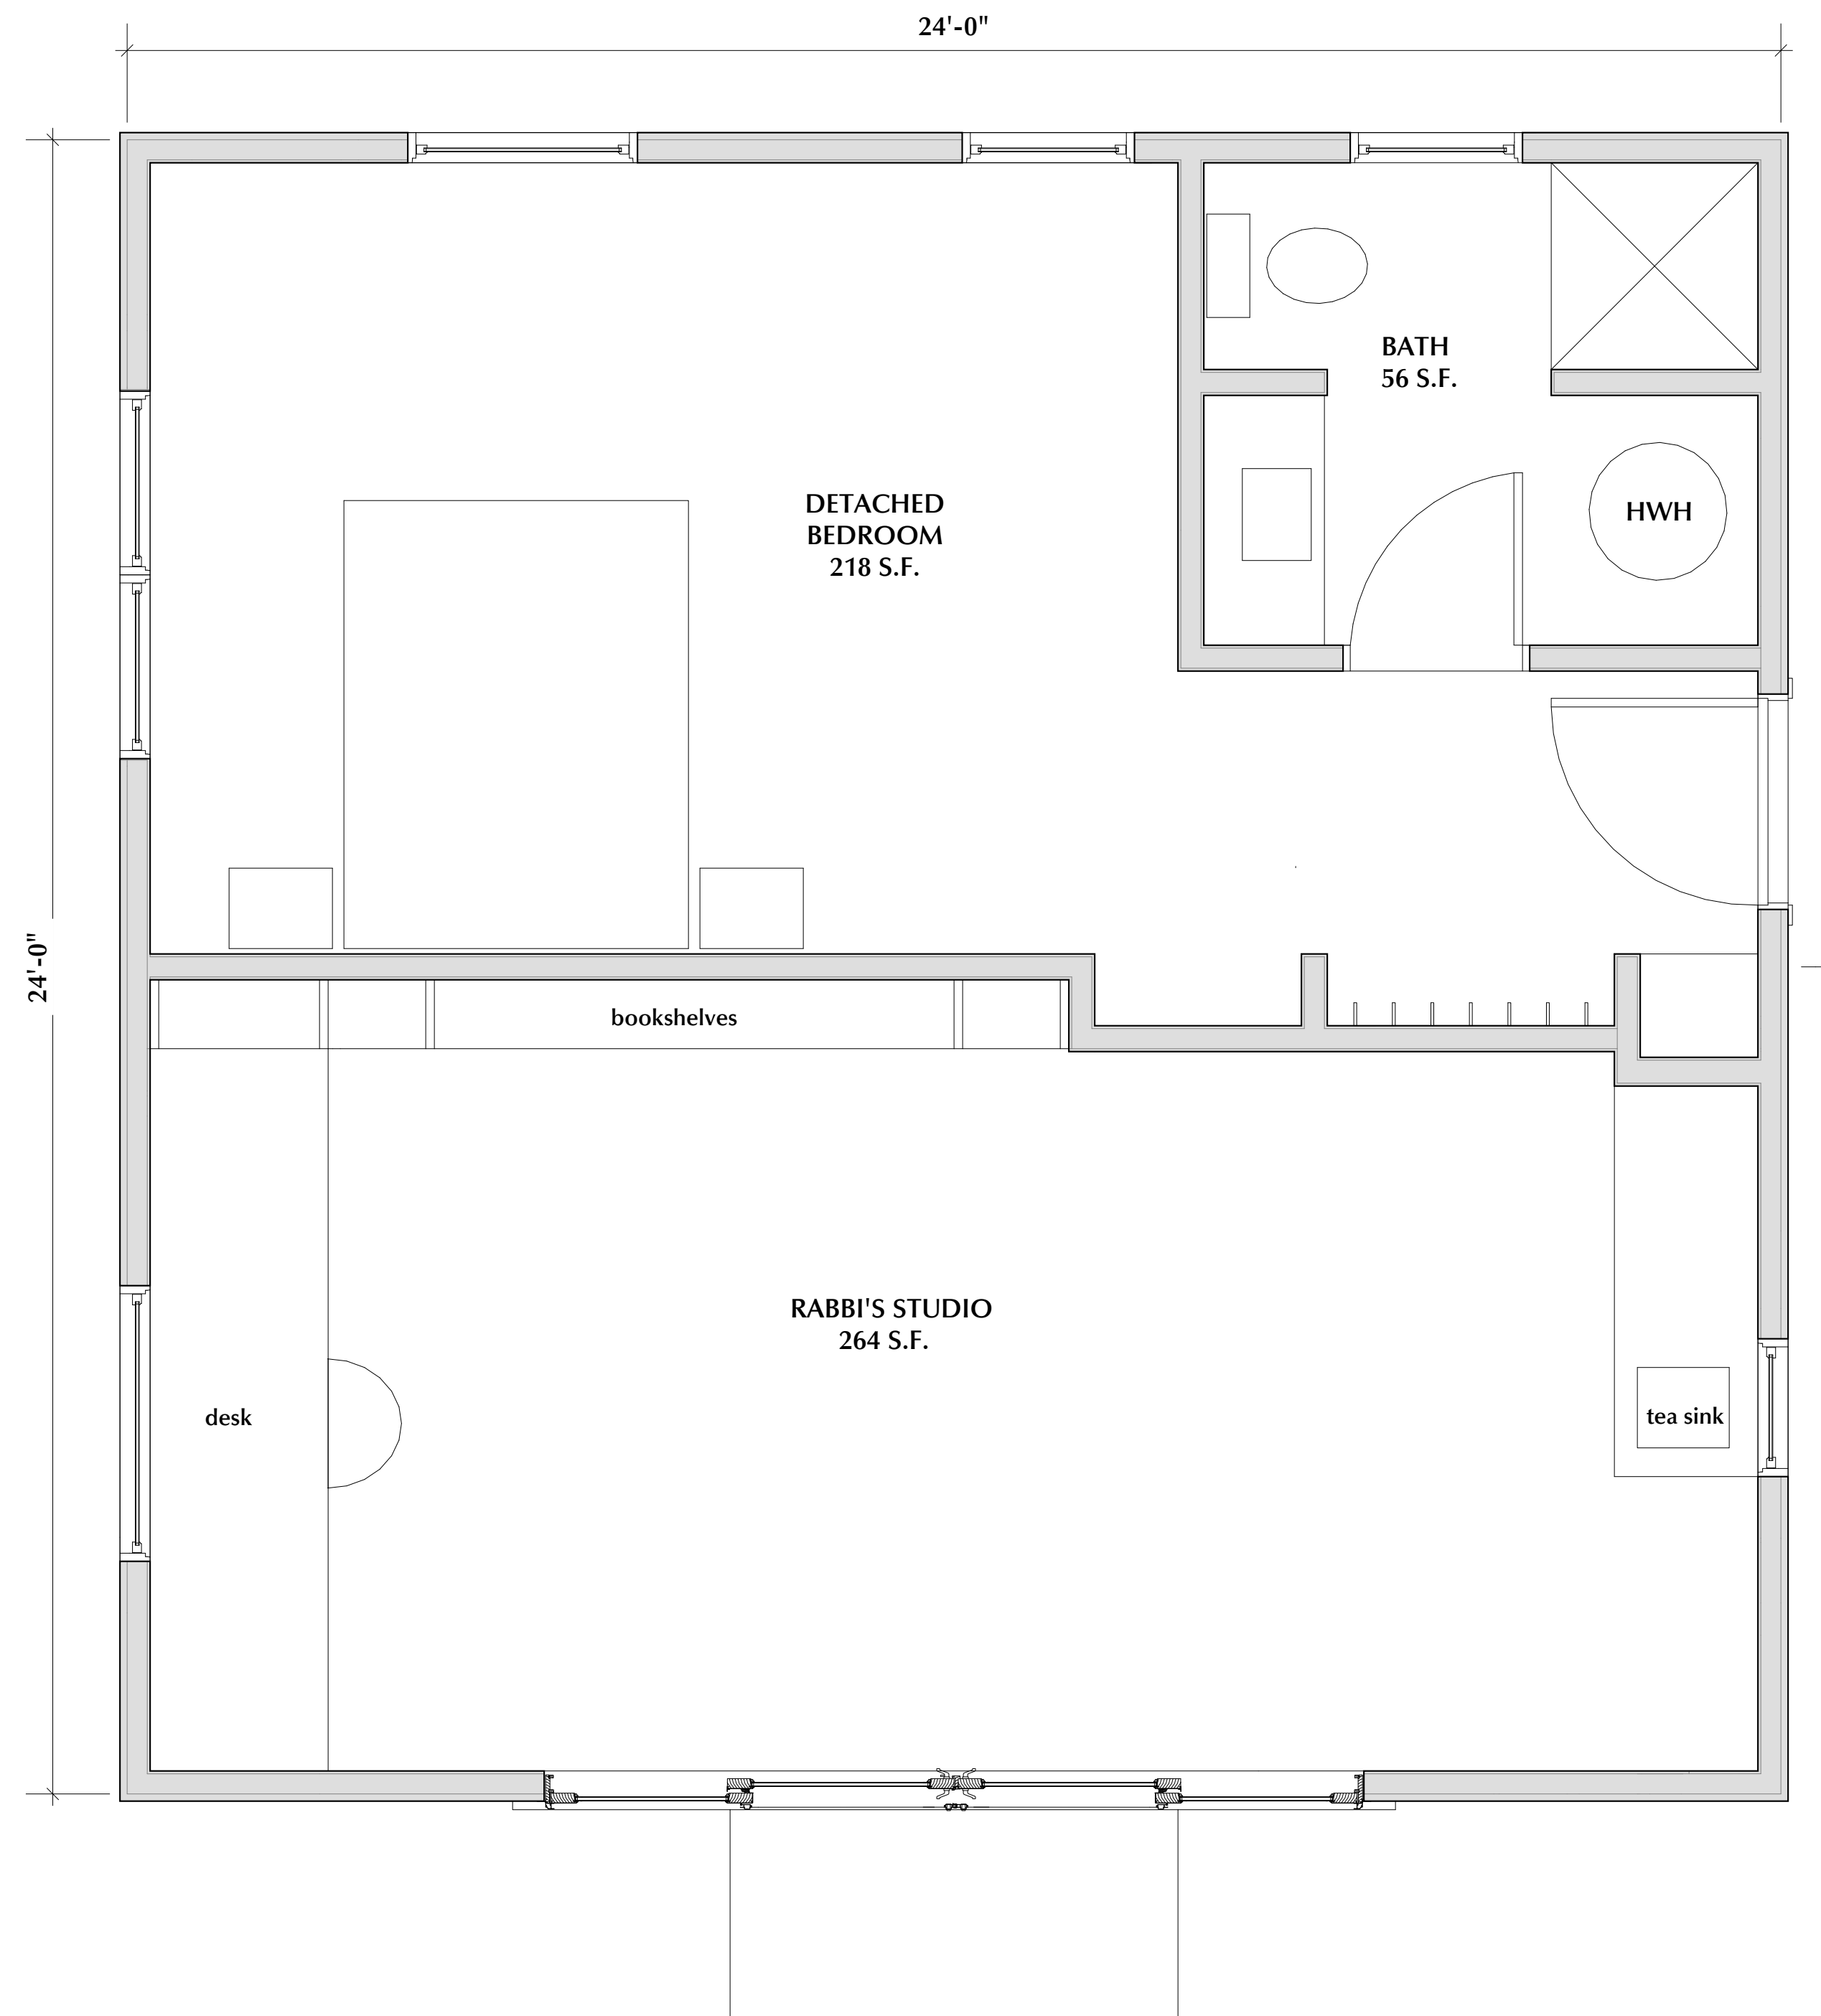 24'-0"
BATH
56 S.F.
DETACHED
BEDROOM
218 S.F.
HWH
24'-0"
bookshelves
RABBI'S STUDIO
264 S.F.
desk
tea sink